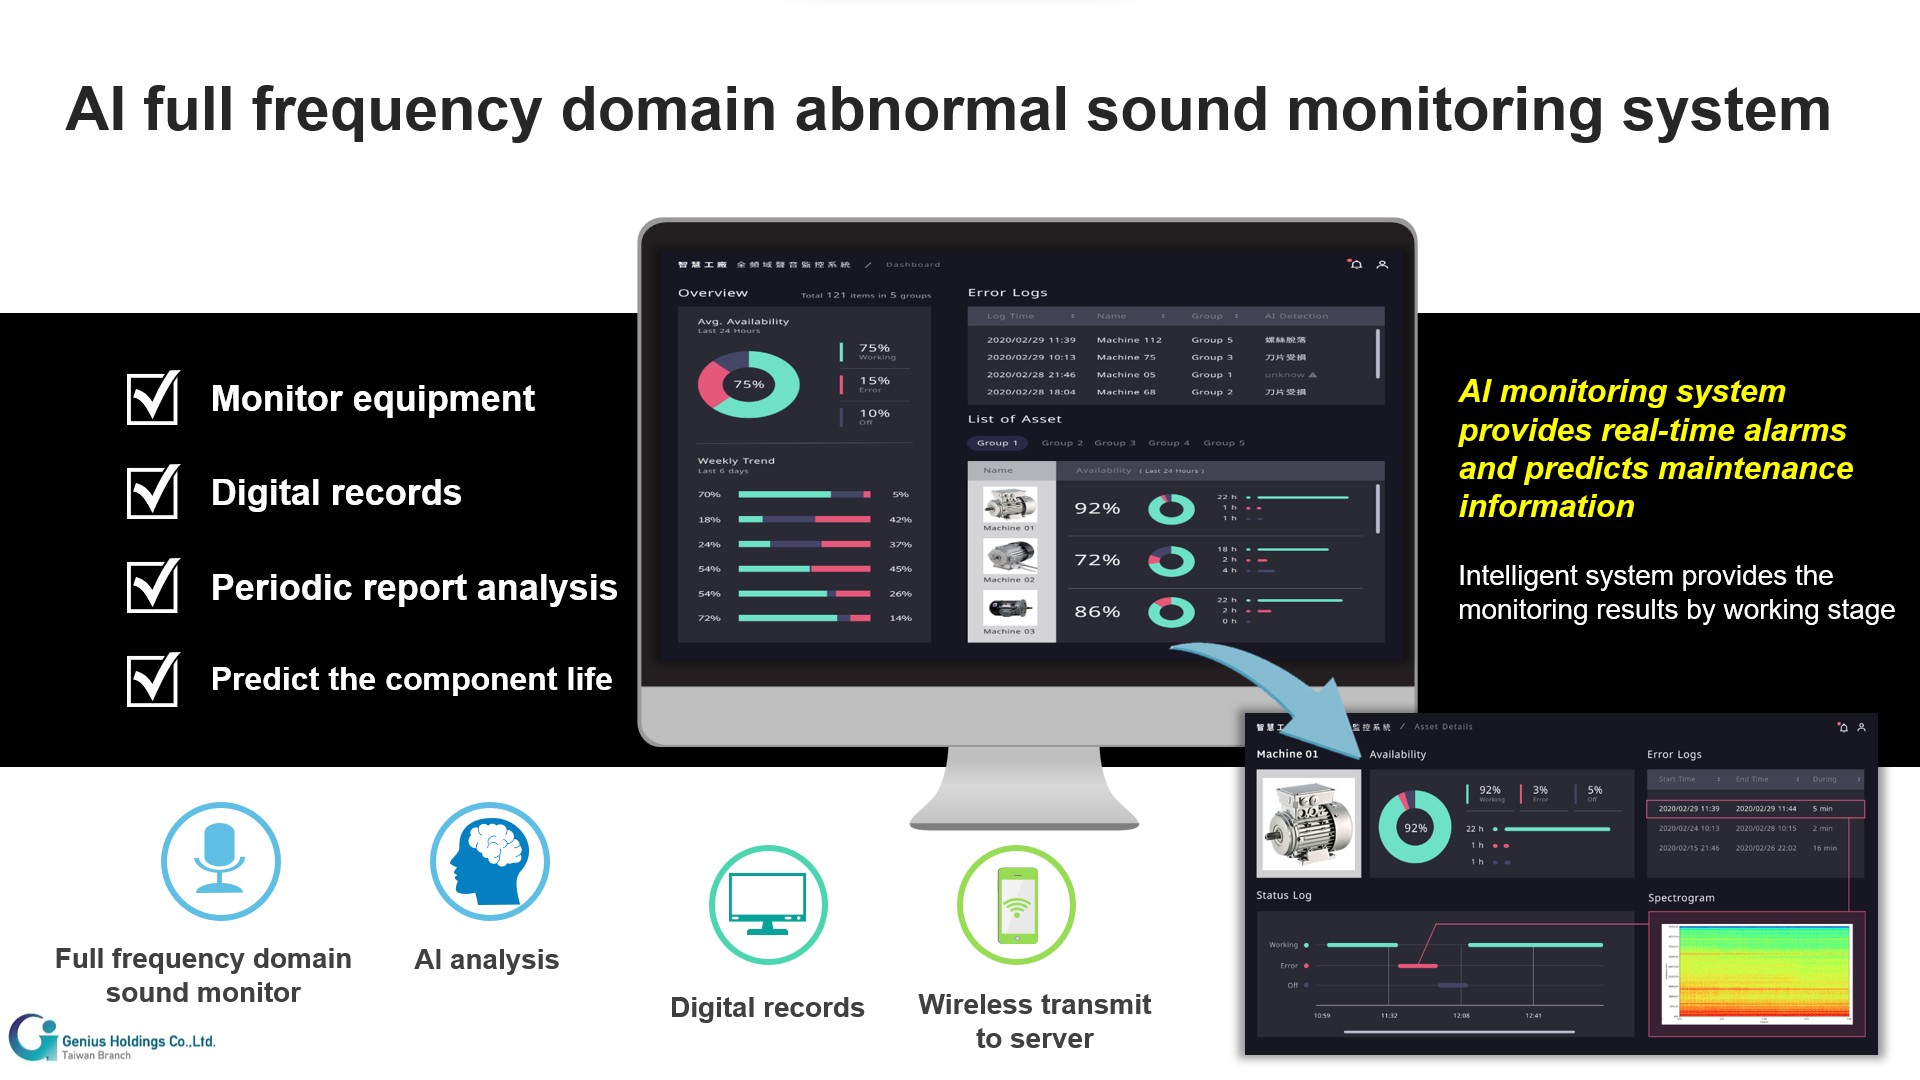 AI full frequency domain abnormal sound monitoring system
Monitor equipment
Digital records
Periodic report analysis
Predict the component life
智慧工廠 全頻域聲音監控系統 / Dashboard
Overview
Total 121 items in 5 groups
Avg. Availability
Last 24 Hours
75%
75%
Working
15%
Error
10%
Off
Weekly Trend
Last 6 days
70% 5%
18% 42%
24% 37%
54% 45%
54% 26%
72% 14%
Error Logs
Log Time Name Group AI Detection
2020/02/29 11:39 Machine 112 Group 5 螺絲脫落
2020/02/29 10:13 Machine 75 Group 3 刀片受損
2020/02/28 21:46 Machine 05 Group 1 unknow
2020/02/28 18:04 Machine 68 Group 2 刀片受損
List of Asset
Group 1 Group 2 Group 3 Group 4 Group 5
Name Availability ( Last 24 Hours )
Machine 01
92%
22 h
1 h
1 h
Machine 02
72%
18 h
2 h
4 h
Machine 03
86%
22 h
2 h
0 h
AI monitoring system
provides real-time alarms
and predicts maintenance
information
Intelligent system provides the
monitoring results by working stage
智慧工 監控系統 / Asset Details
Machine 01
Availability
92%
92%
Working
3%
Error
5%
Off
22 h
1 h
1 h
Error Logs
Start Time End Time During
2020/02/29 11:39 2020/02/29 11:44 5 min
2020/02/24 10:13 2020/02/28 10:15 2 min
2020/02/15 21:46 2020/02/26 22:02 16 min
Status Log
Working
Error
Off
10:59 11:32 12:08 12:41
Spectrogram
Full frequency domain
sound monitor
AI analysis
Digital records
Wireless transmit
to server
Genius Holdings Co.,Ltd.
Taiwan Branch